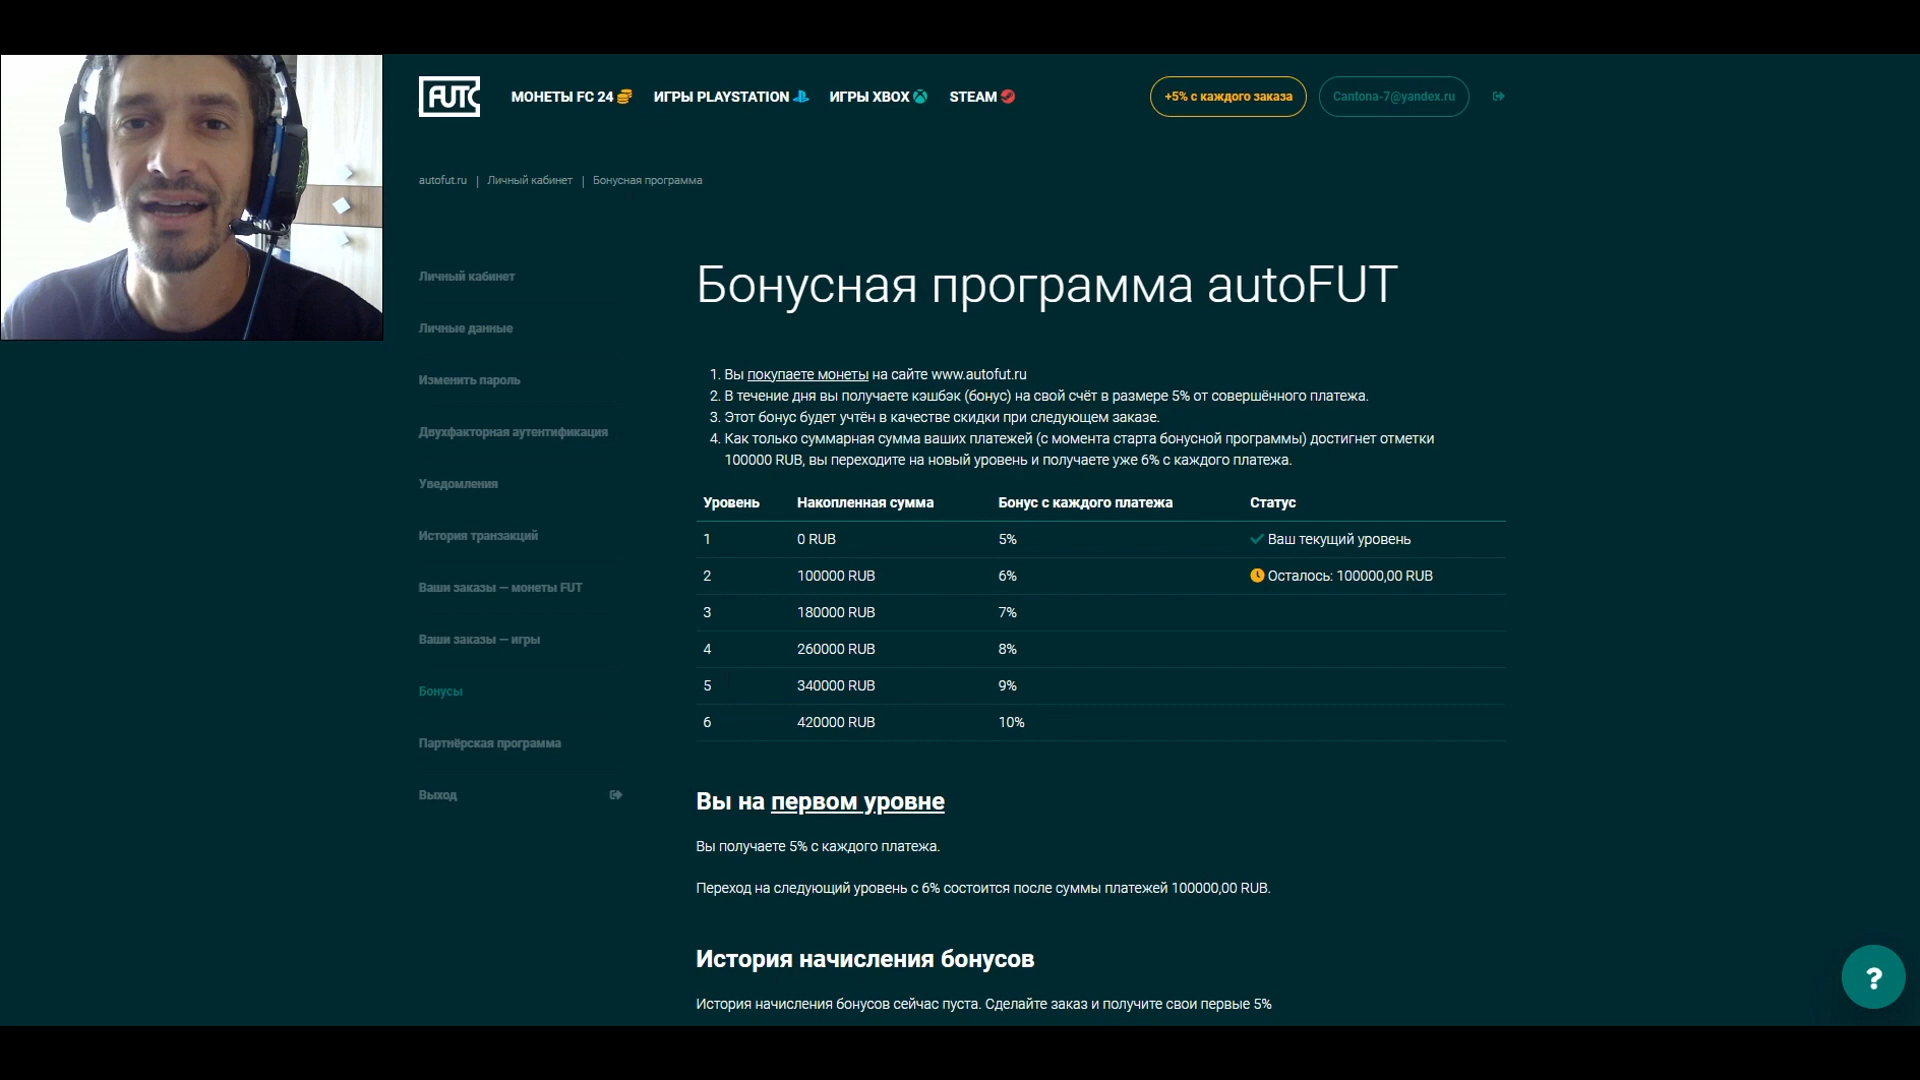 FUT
МОНЕТЫ FC 24
ИГРЫ PLAYSTATION
ИГРЫ XBOX
STEAM
+5% с каждого заказа
Cantona-7@yandex.ru
autofut.ru | Личный кабинет | Бонусная программа
Личный кабинет
Личные данные
Изменить пароль
Двухфакторная аутентификация
Уведомления
История транзакций
Ваши заказы — монеты FUT
Ваши заказы — игры
Бонусы
Партнёрская программа
Выход
Бонусная программа autoFUT
1. Вы покупаете монеты на сайте www.autofut.ru
2. В течение дня вы получаете кэшбэк (бонус) на свой счёт в размере 5% от совершённого платежа.
3. Этот бонус будет учтён в качестве скидки при следующем заказе.
4. Как только суммарная сумма ваших платежей (с момента старта бонусной программы) достигнет отметки
100000 RUB, вы переходите на новый уровень и получаете уже 6% с каждого платежа.
Уровень Накопленная сумма Бонус с каждого платежа Статус
1 0 RUB 5% Ваш текущий уровень
2 100000 RUB 6% Осталось: 100000,00 RUB
3 180000 RUB 7%
4 260000 RUB 8%
5 340000 RUB 9%
6 420000 RUB 10%
Вы на первом уровне
Вы получаете 5% с каждого платежа.
Переход на следующий уровень с 6% состоится после суммы платежей 100000,00 RUB.
История начисления бонусов
История начисления бонусов сейчас пуста. Сделайте заказ и получите свои первые 5%
?